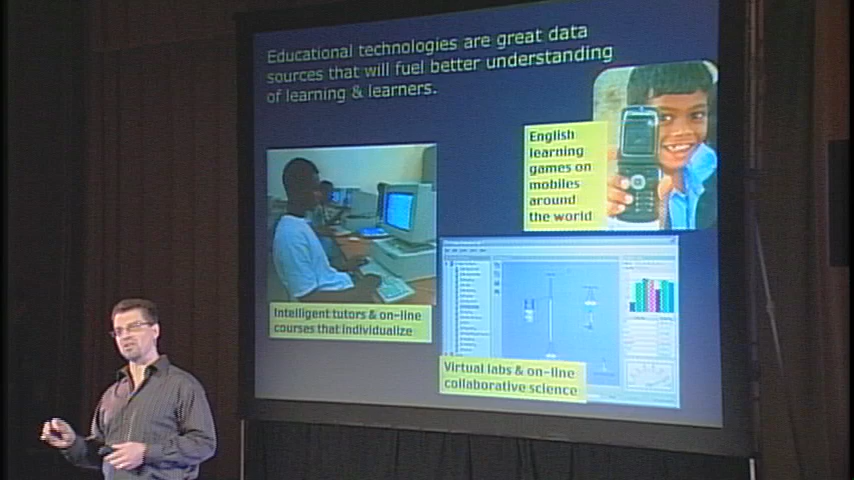 Educational technologies are great data
sources that will fuel better understanding
of learning & learners.
English
learning
games on
mobiles
around
the world
Intelligent tutors & on-line
courses that individualize
Virtual labs & on-line
collaborative science